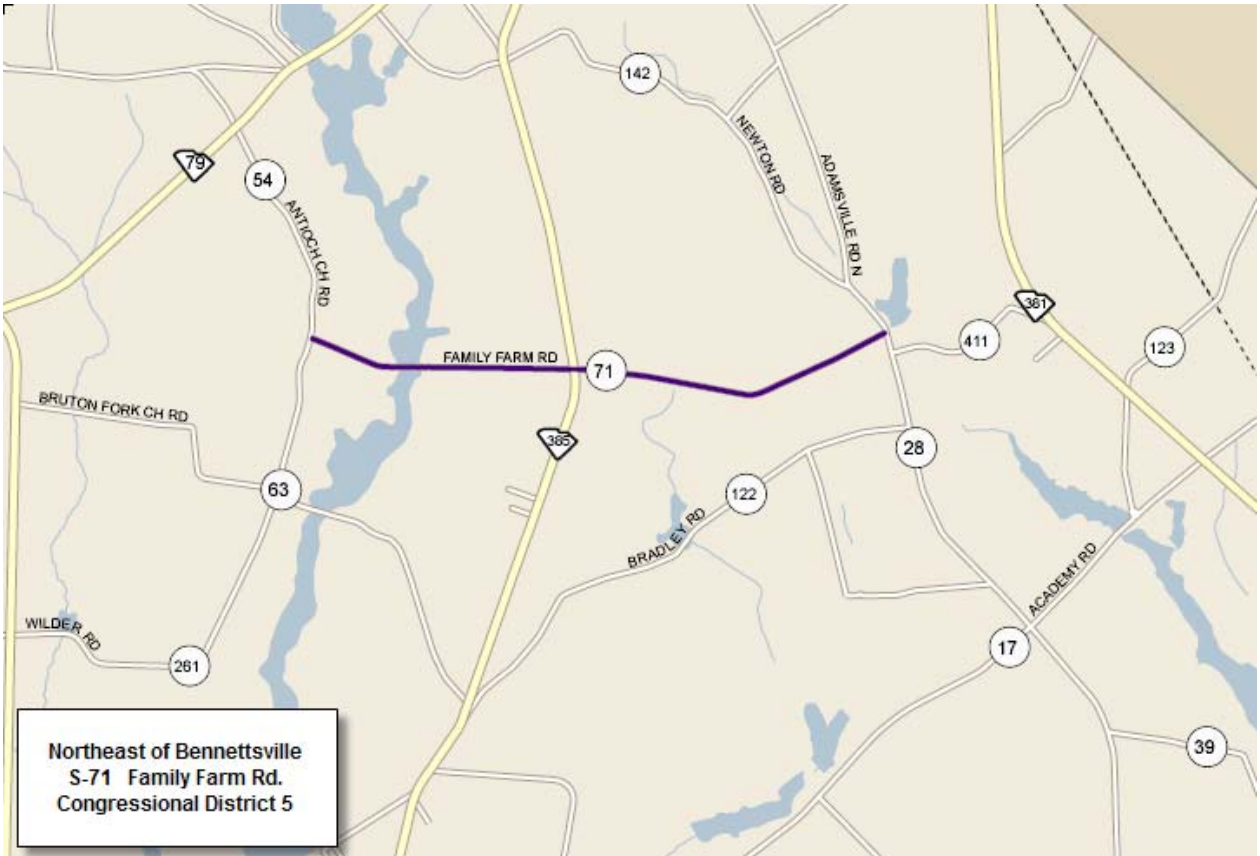 142
NEWTON RD
ADAMSVILLE RD N
79
54
ANTIOCH CH RD
381
411
123
FAMILY FARM RD
71
BRUTON FORK CH RD
385
28
63
122
BRADLEY RD
ACADEMY RD
WILDER RD
17
261
39
Northeast of Bennettsville
S-71 Family Farm Rd.
Congressional District 5